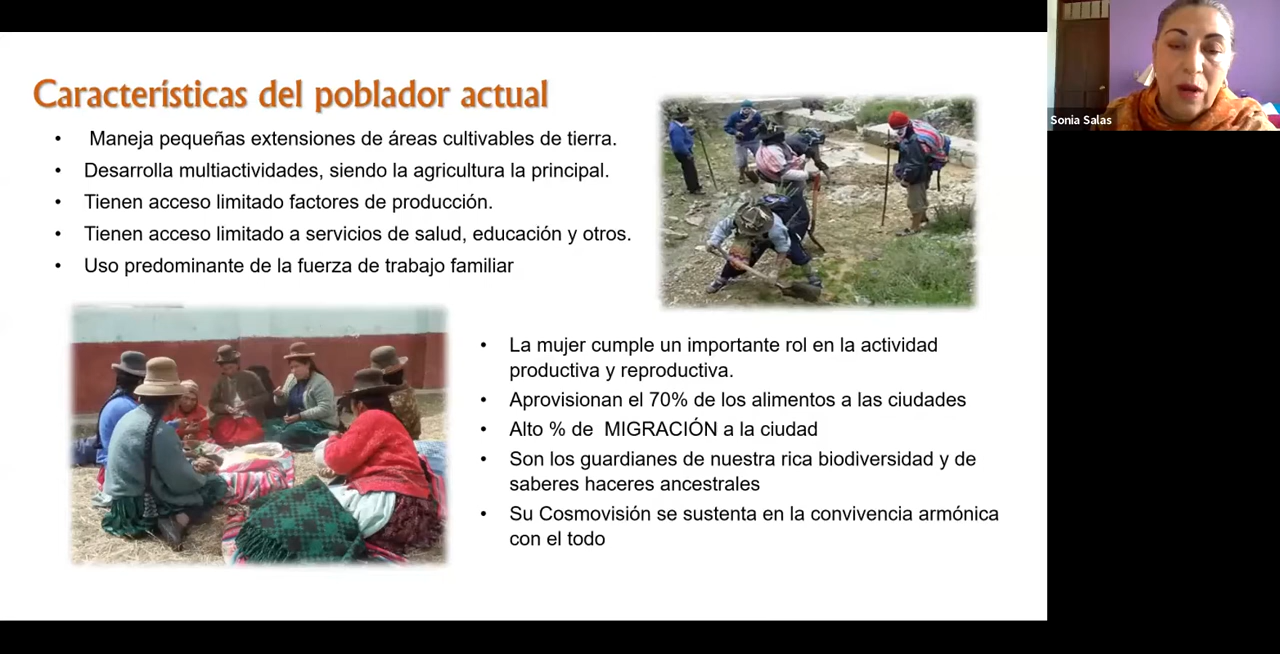 Características del poblador actual
• Maneja pequeñas extensiones de áreas cultivables de tierra.
• Desarrolla multiactividades, siendo la agricultura la principal.
• Tienen acceso limitado factores de producción.
• Tienen acceso limitado a servicios de salud, educación y otros.
• Uso predominante de la fuerza de trabajo familiar
• La mujer cumple un importante rol en la actividad
productiva y reproductiva.
• Aprovisionan el 70% de los alimentos a las ciudades
• Alto % de MIGRACIÓN a la ciudad
• Son los guardianes de nuestra rica biodiversidad y de
saberes haceres ancestrales
• Su Cosmovisión se sustenta en la convivencia armónica
con el todo
Sonia Salas